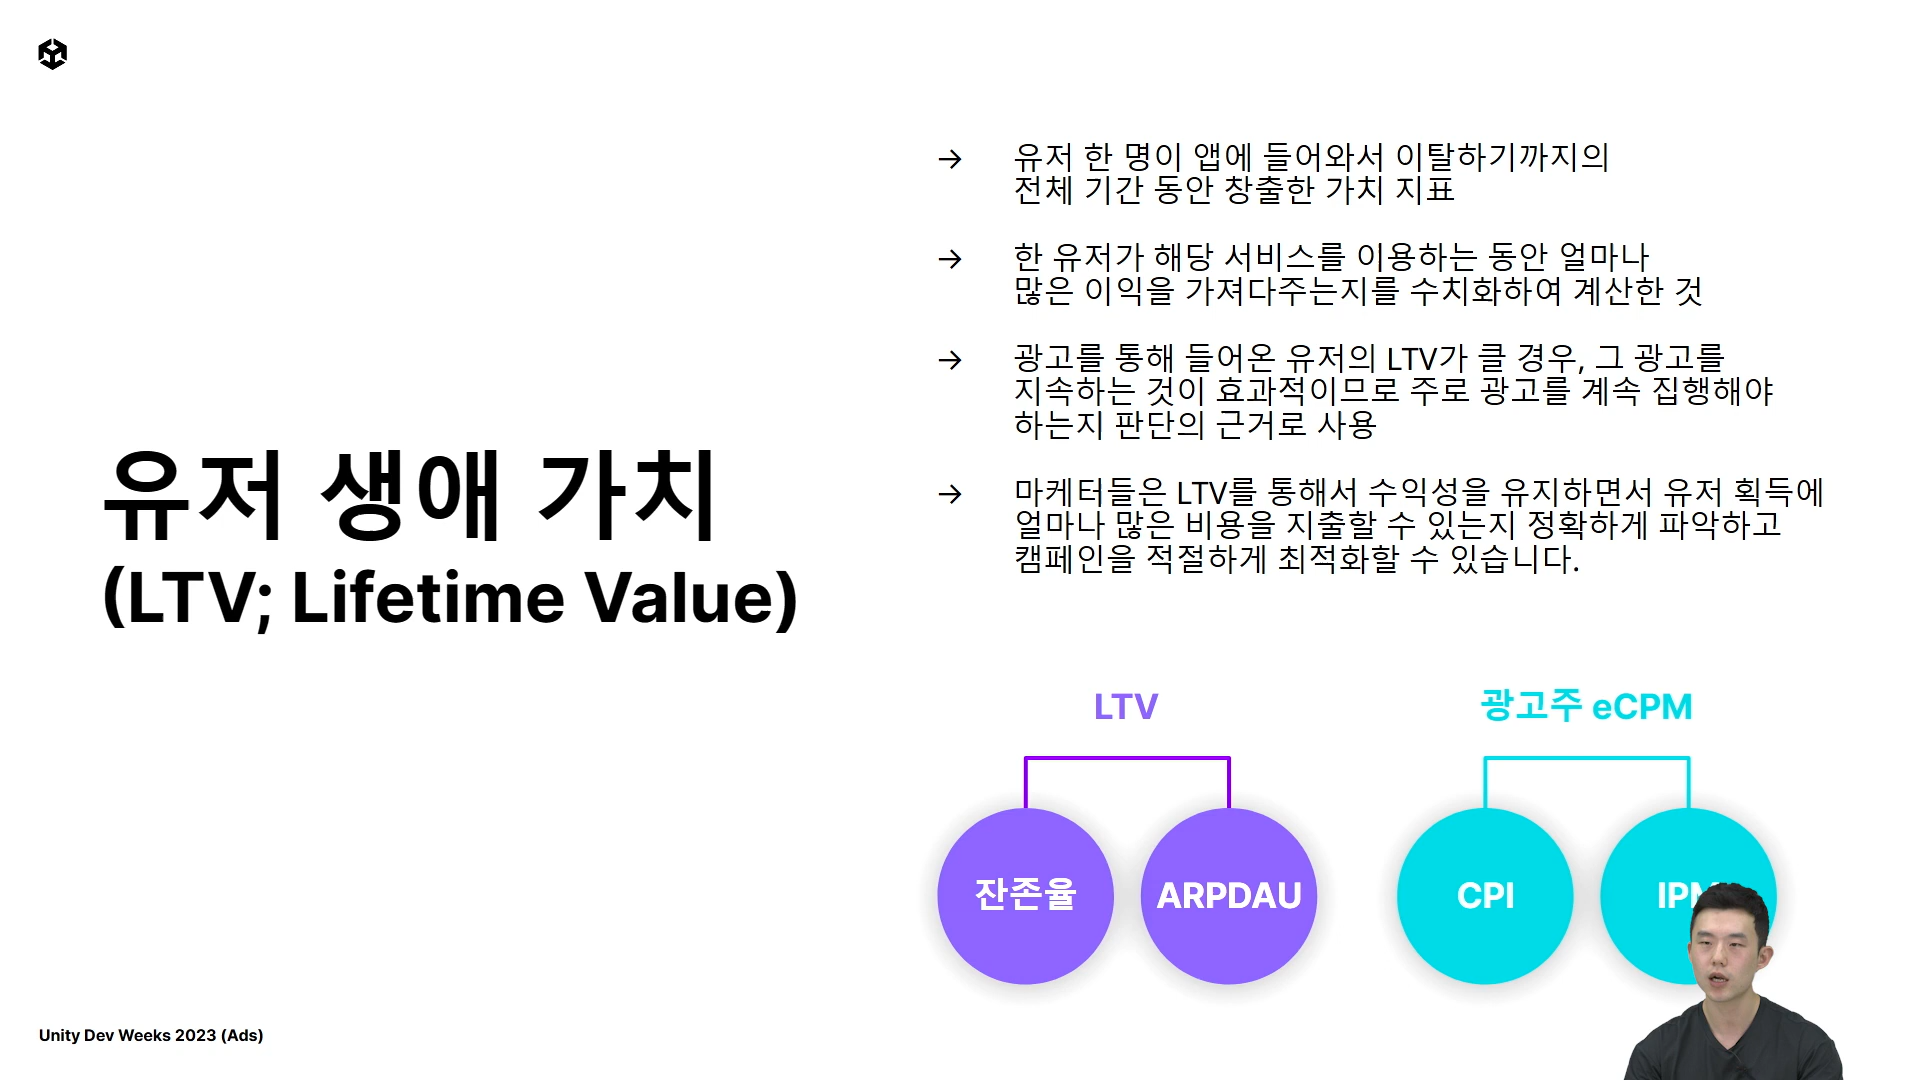 유저 생애 가치
(LTV; Lifetime Value)
→ 유저 한 명이 앱에 들어와서 이탈하기까지의
전체 기간 동안 창출한 가치 지표
→ 한 유저가 해당 서비스를 이용하는 동안 얼마나
많은 이익을 가져다주는지를 수치화하여 계산한 것
→ 광고를 통해 들어온 유저의 LTV가 클 경우, 그 광고를
지속하는 것이 효과적이므로 주로 광고를 계속 집행해야
하는지 판단의 근거로 사용
→ 마케터들은 LTV를 통해서 수익성을 유지하면서 유저 획득에
얼마나 많은 비용을 지출할 수 있는지 정확하게 파악하고
캠페인을 적절하게 최적화할 수 있습니다.
LTV
잔존율
ARPDAU
광고주 eCPM
CPI
IPM
Unity Dev Weeks 2023 (Ads)